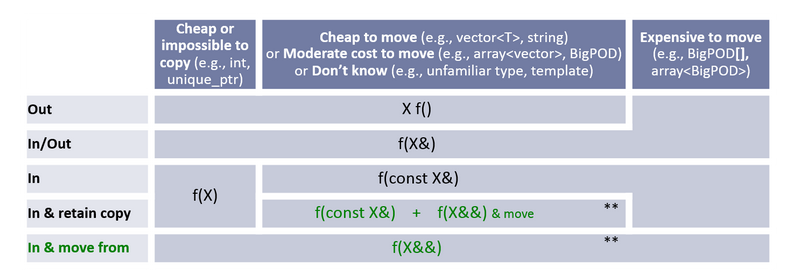 Cheap or
impossible to
copy (e.g., int,
unique_ptr)
Cheap to move (e.g., vector<T>, string)
or Moderate cost to move (e.g., array<vector>, BigPOD)
or Don't know (e.g., unfamiliar type, template)
Expensive to move
(e.g., BigPOD[],
array<BigPOD>)
Out
X f()
In/Out
f(X&)
In
f(X)
f(const X&)
In & retain copy
f(const X&) + f(X&&) & move **
In & move from
f(X&&) **